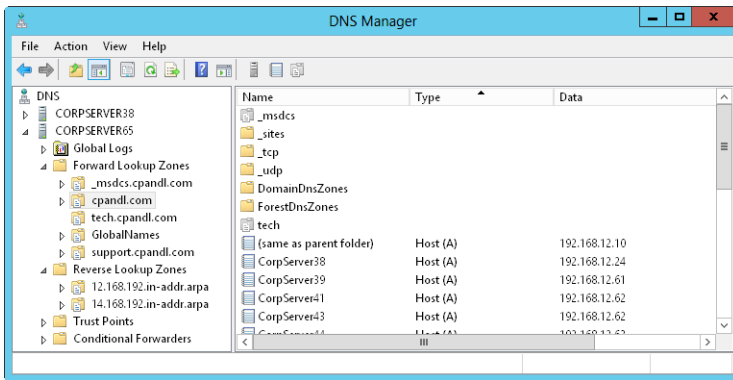 DNS Manager
File Action View Help
DNS
CORPSERVER38
CORPSERVER65
Global Logs
Forward Lookup Zones
_msdcs.cpandl.com
cpandl.com
tech.cpandl.com
GlobalNames
support.cpandl.com
Reverse Lookup Zones
12.168.192.in-addr.arpa
14.168.192.in-addr.arpa
Trust Points
Conditional Forwarders
Name Type Data
_msdcs
_sites
_tcp
_udp
DomainDnsZones
ForestDnsZones
tech
(same as parent folder) Host (A) 192.168.12.10
CorpServer38 Host (A) 192.168.12.24
CorpServer39 Host (A) 192.168.12.61
CorpServer41 Host (A) 192.168.12.62
CorpServer43 Host (A) 192.168.12.62